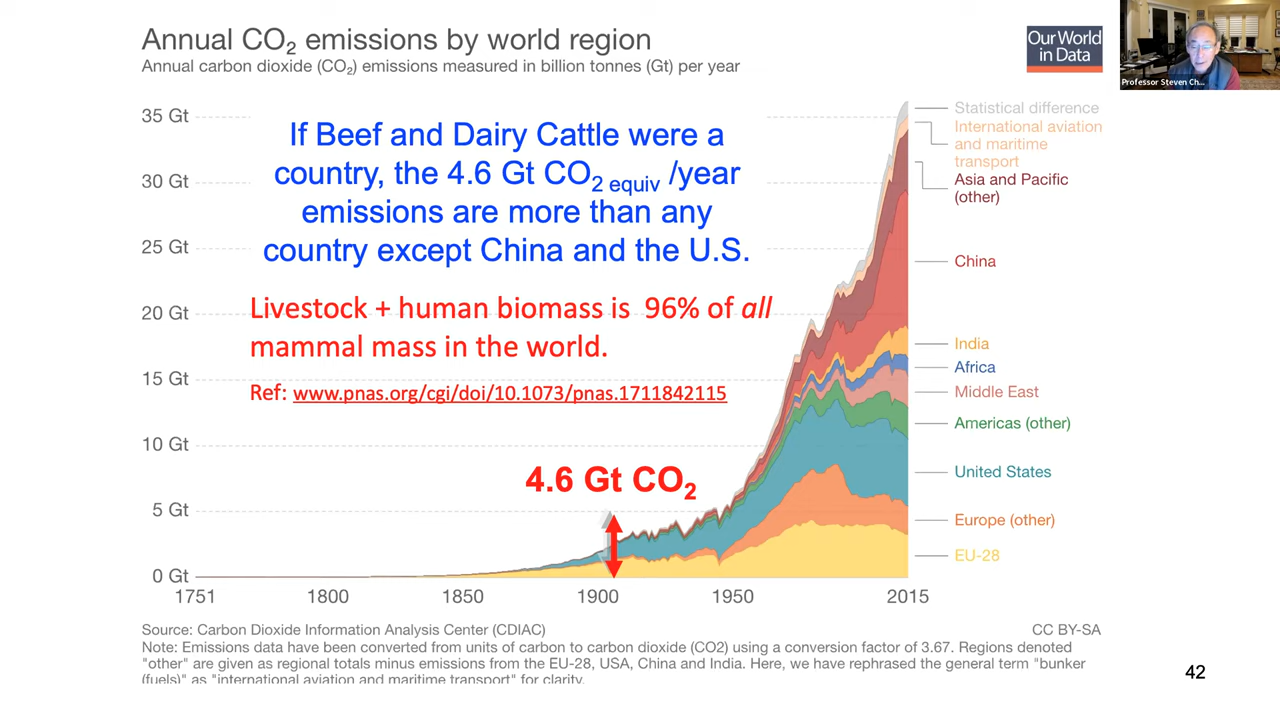 Annual CO₂ emissions by world region
Annual carbon dioxide (CO₂) emissions measured in billion tonnes (Gt) per year
Our World
in Data
Professor Steven Ch...
35 Gt
30 Gt
25 Gt
20 Gt
15 Gt
10 Gt
5 Gt
0 Gt
If Beef and Dairy Cattle were a
country, the 4.6 Gt CO₂ equiv /year
emissions are more than any
country except China and the U.S.
Livestock + human biomass is 96% of all
mammal mass in the world.
Ref: www.pnas.org/cgi/doi/10.1073/pnas.1711842115
4.6 Gt CO₂
Statistical difference
International aviation
and maritime
transport
Asia and Pacific
(other)
China
India
Africa
Middle East
Americas (other)
United States
Europe (other)
EU-28
1751
1800
1850
1900
1950
2015
Source: Carbon Dioxide Information Analysis Center (CDIAC)
CC BY-SA
Note: Emissions data have been converted from units of carbon to carbon dioxide (CO2) using a conversion factor of 3.67. Regions denoted
"other" are given as regional totals minus emissions from the EU-28, USA, China and India. Here, we have rephrased the general term "bunker
(fuels)" as "international aviation and maritime transport" for clarity.
42